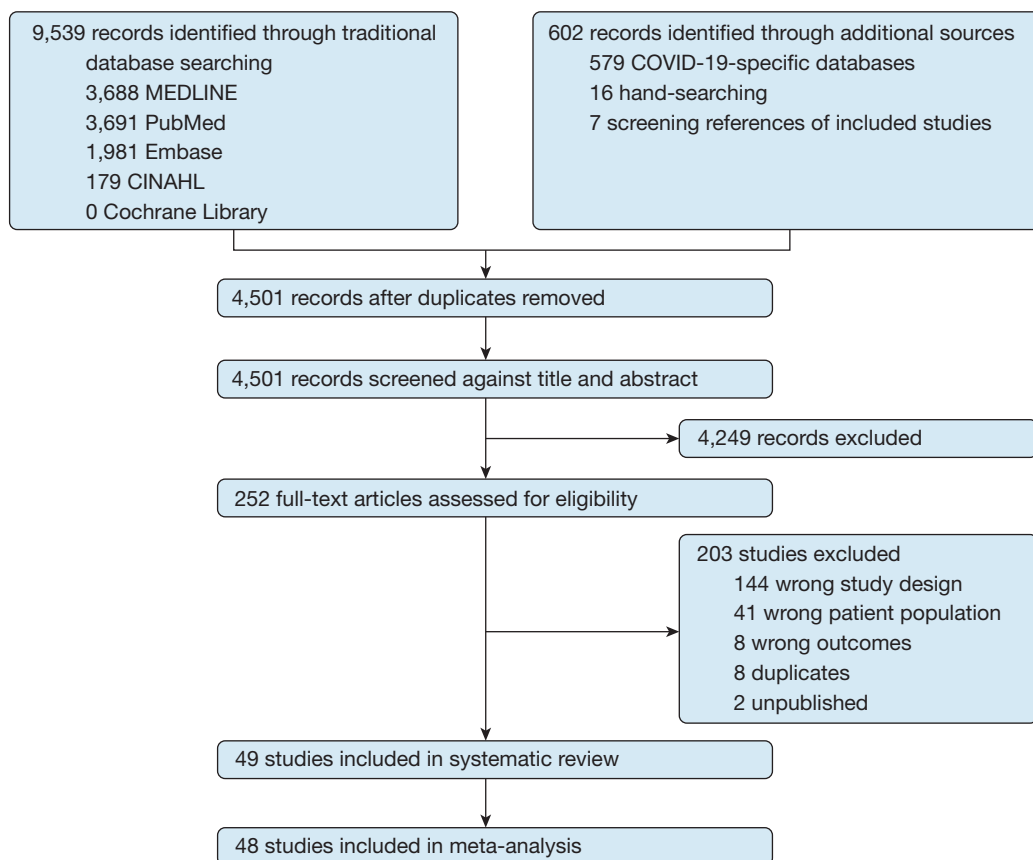 9,539 records identified through traditional
database searching
3,688 MEDLINE
3,691 PubMed
1,981 Embase
179 CINAHL
0 Cochrane Library
602 records identified through additional sources
579 COVID-19-specific databases
16 hand-searching
7 screening references of included studies
4,501 records after duplicates removed
4,501 records screened against title and abstract
4,249 records excluded
252 full-text articles assessed for eligibility
203 studies excluded
144 wrong study design
41 wrong patient population
8 wrong outcomes
8 duplicates
2 unpublished
49 studies included in systematic review
48 studies included in meta-analysis